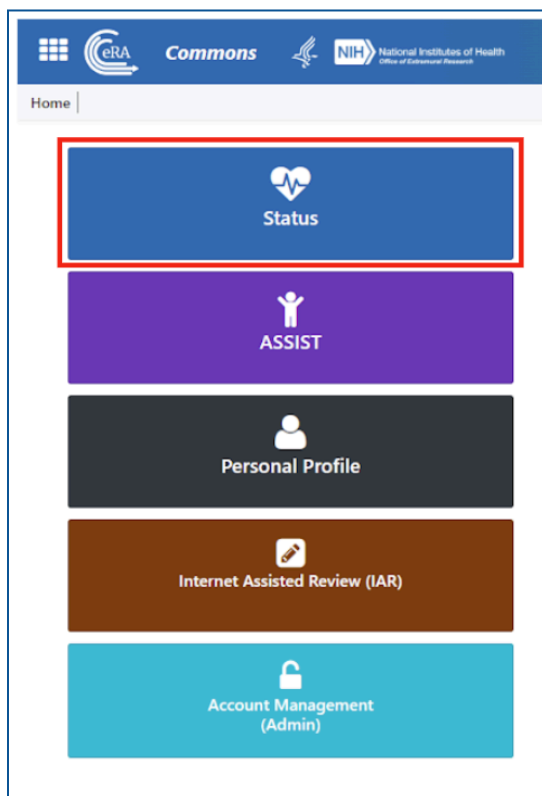 eRA
Commons
NIH
National Institutes of Health
Office of Extramural Research
Home
Status
ASSIST
Personal Profile
Internet Assisted Review (IAR)
Account Management
(Admin)